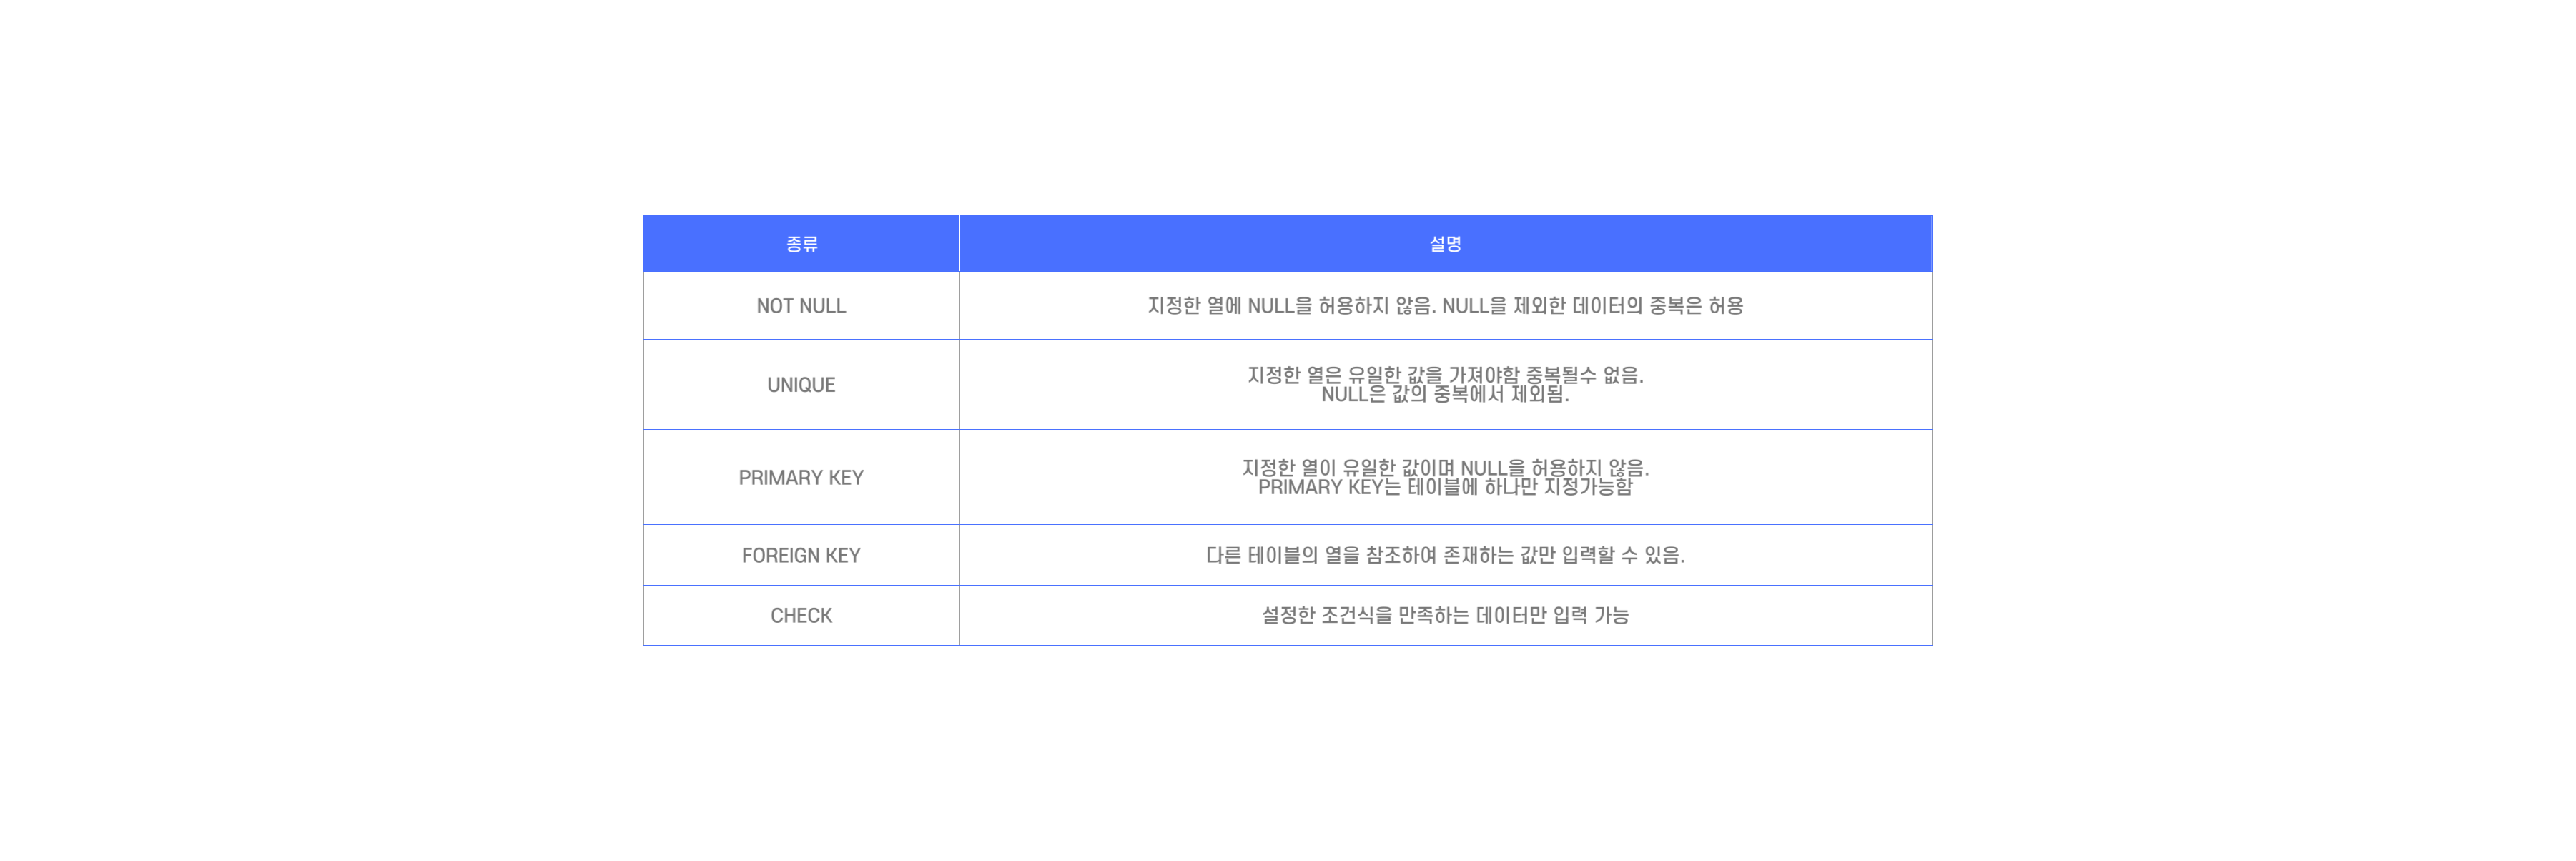 종류
설명
NOT NULL
지정한 열에 NULL을 허용하지 않음. NULL을 제외한 데이터의 중복은 허용
UNIQUE
지정한 열은 유일한 값을 가져야함 중복될수 없음.
NULL은 값의 중복에서 제외됨.
PRIMARY KEY
지정한 열이 유일한 값이며 NULL을 허용하지 않음.
PRIMARY KEY는 테이블에 하나만 지정가능함
FOREIGN KEY
다른 테이블의 열을 참조하여 존재하는 값만 입력할 수 있음.
CHECK
설정한 조건식을 만족하는 데이터만 입력 가능